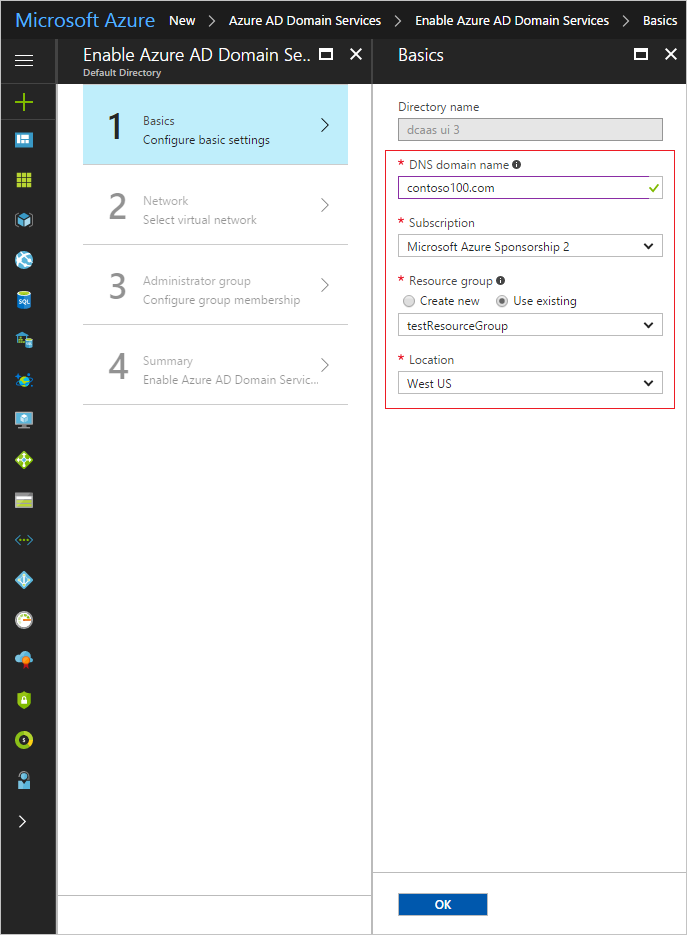 Microsoft Azure New > Azure AD Domain Services > Enable Azure AD Domain Services > Basics
Enable Azure AD Domain Se..
Default Directory
1
Basics
Configure basic settings
2
Network
Select virtual network
3
Administrator group
Configure group membership
4
Summary
Enable Azure AD Domain Servic...
Basics
Directory name
dcaas ui 3
* DNS domain name
contoso100.com
* Subscription
Microsoft Azure Sponsorship 2
* Resource group
Create new Use existing
testResourceGroup
* Location
West US
OK
SQL